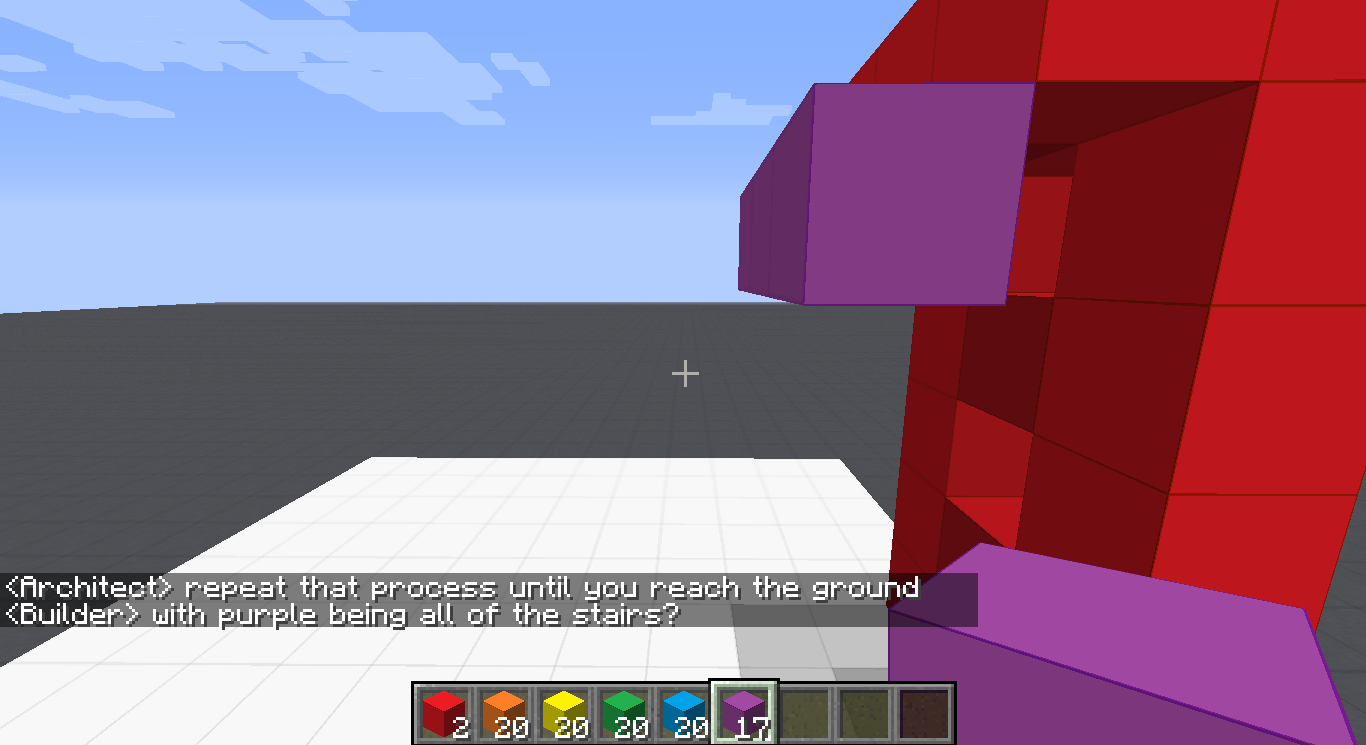 <Architect> repeat that process until you reach the ground
<Builder> with purple being all of the stairs?
2 20 20 20 20 17